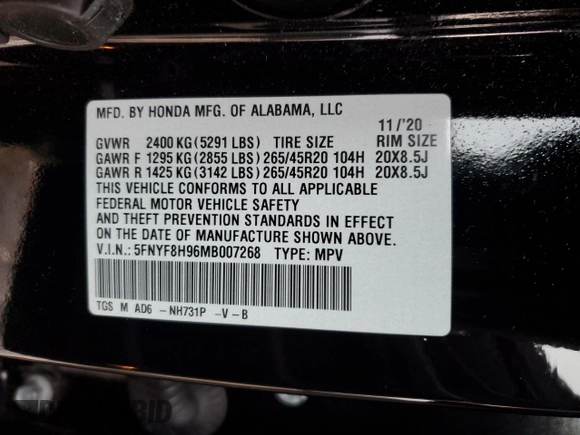 MFD. BY HONDA MFG. OF ALABAMA, LLC
11/'20
GVWR 2400 KG (5291 LBS) TIRE SIZE RIM SIZE
GAWR F 1295 KG (2855 LBS) 265/45R20 104H 20X8.5J
GAWR R 1425 KG (3142 LBS) 265/45R20 104H 20X8.5J
THIS VEHICLE CONFORMS TO ALL APPLICABLE
FEDERAL MOTOR VEHICLE SAFETY
AND THEFT PREVENTION STANDARDS IN EFFECT
ON THE DATE OF MANUFACTURE SHOWN ABOVE.
V.I.N.: 5FNYF8H96MB007268 TYPE: MPV
TGS M AD6 -NH731P -V-B